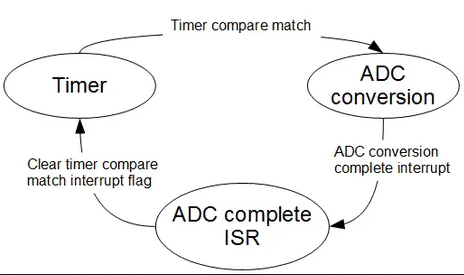 Timer compare match
Timer
ADC
conversion
ADC conversion
complete interrupt
Clear timer compare
match interrupt flag
ADC complete
ISR